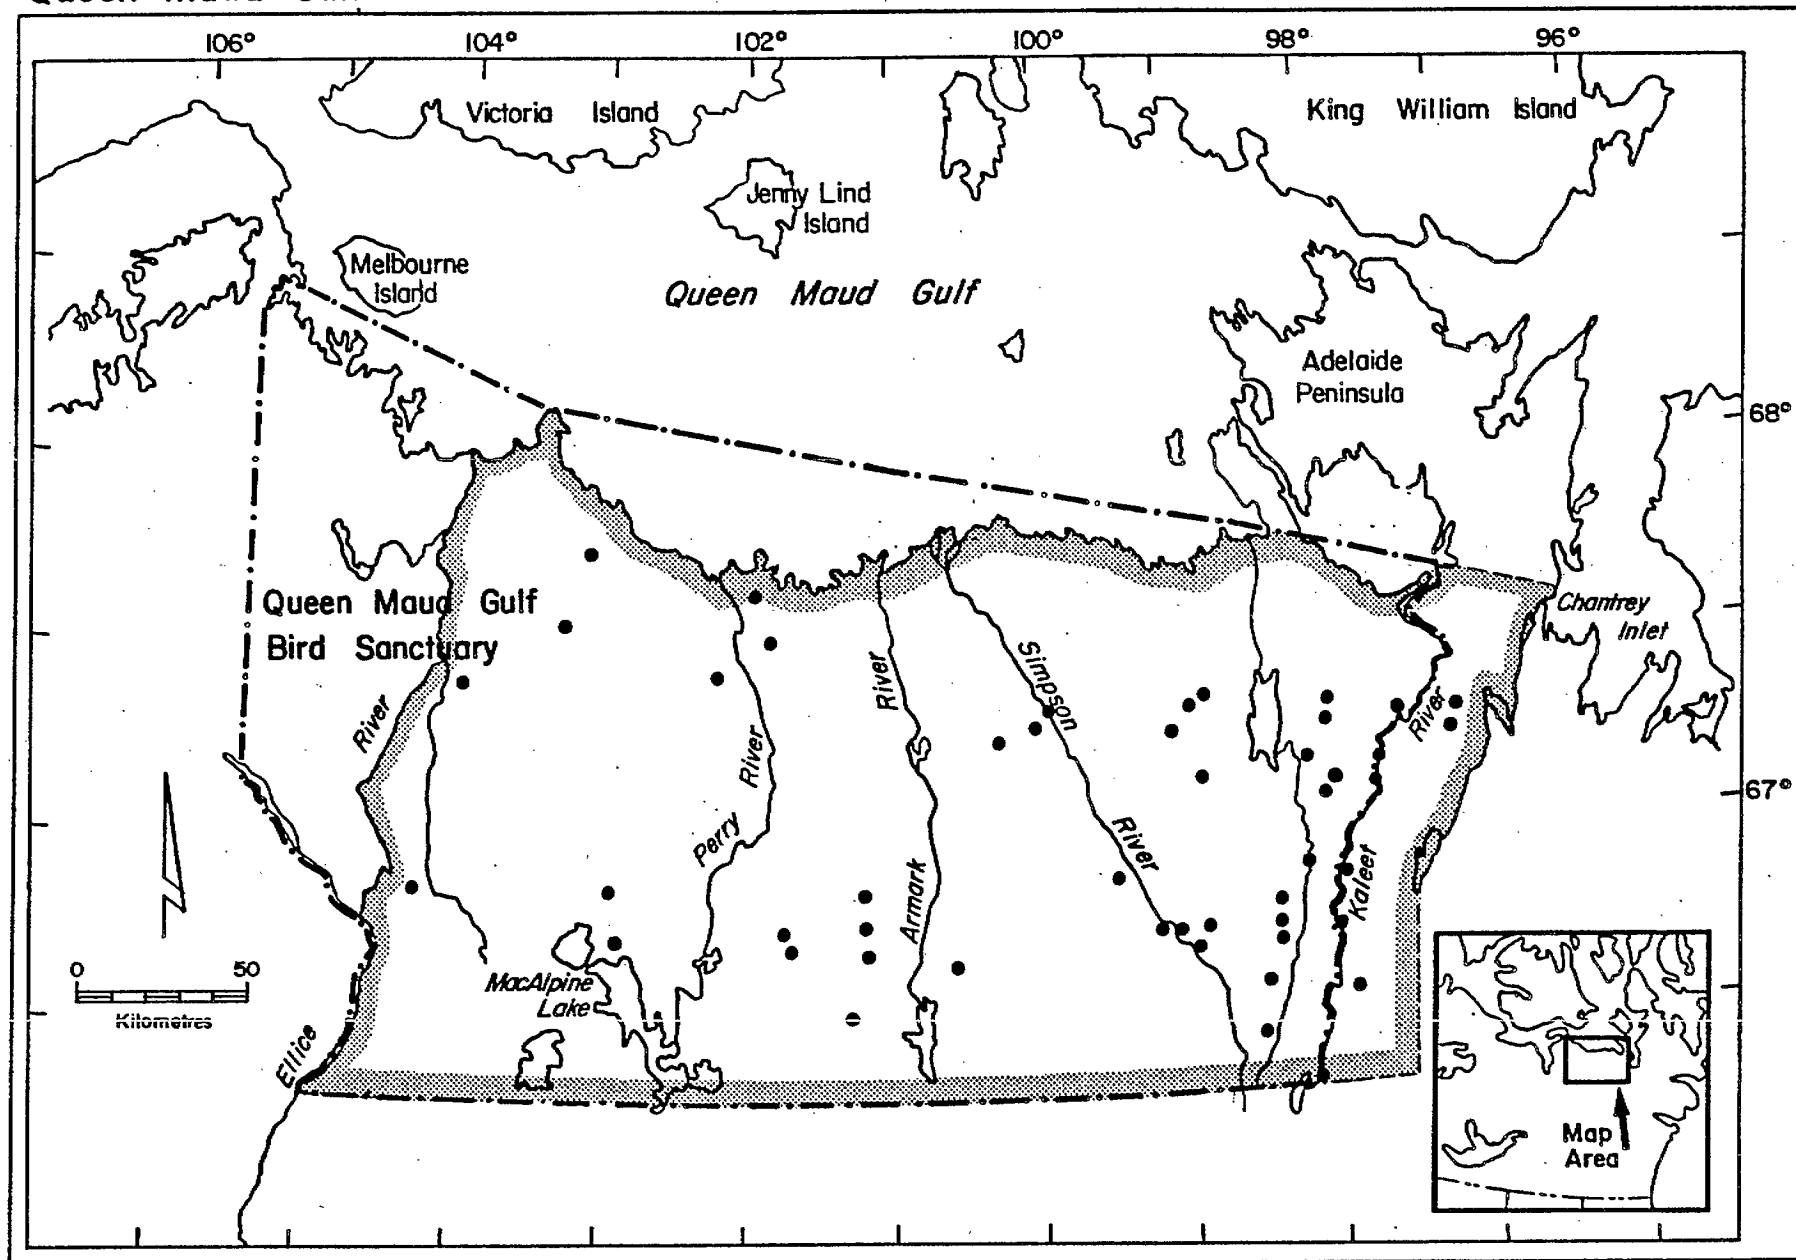 106° 104° 102° 100° 98° 96°
Victoria Island
King William Island
Jenny Lind
Island
Melbourne
Island
Queen Maud Gulf
Adelaide
Peninsula
68°
Queen Maud Gulf
Bird Sanctuary
Chantrey
Inlet
River
River
Simpson
River
River
67°
Perry
River
Armark
Kaleet
0 50
Kilometres
MacAlpine
Lake
Ellice
Map
Area